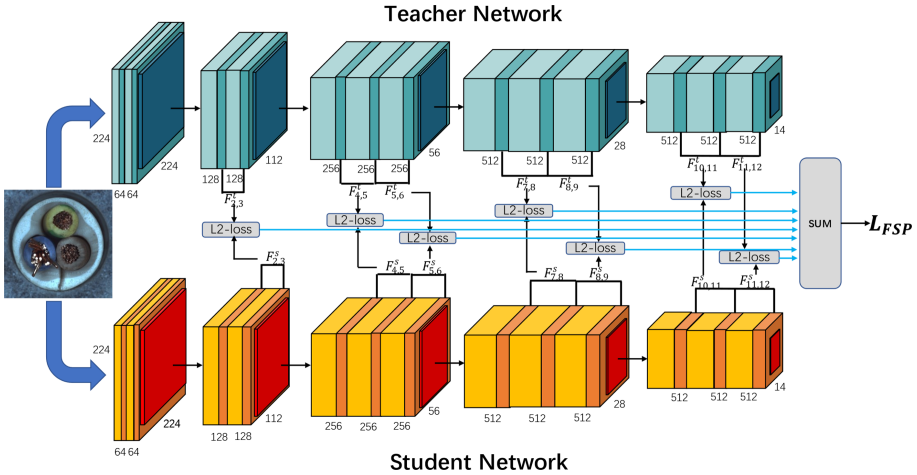 Teacher Network
224
64 64
224
128 128
112
256 256 256
56
512 512 512
28
512 512 512
14
F^t_{2,3}
F^t_{4,5}
F^t_{5,6}
F^t_{7,8}
F^t_{8,9}
F^t_{10,11}
F^t_{11,12}
L2-loss
L2-loss
L2-loss
L2-loss
L2-loss
L2-loss
L2-loss
SUM
L_{FSP}
F^s_{2,3}
F^s_{4,5}
F^s_{5,6}
F^s_{7,8}
F^s_{8,9}
F^s_{10,11}
F^s_{11,12}
224
64 64
224
128 128
112
256 256 256
56
512 512 512
28
512 512 512
14
Student Network